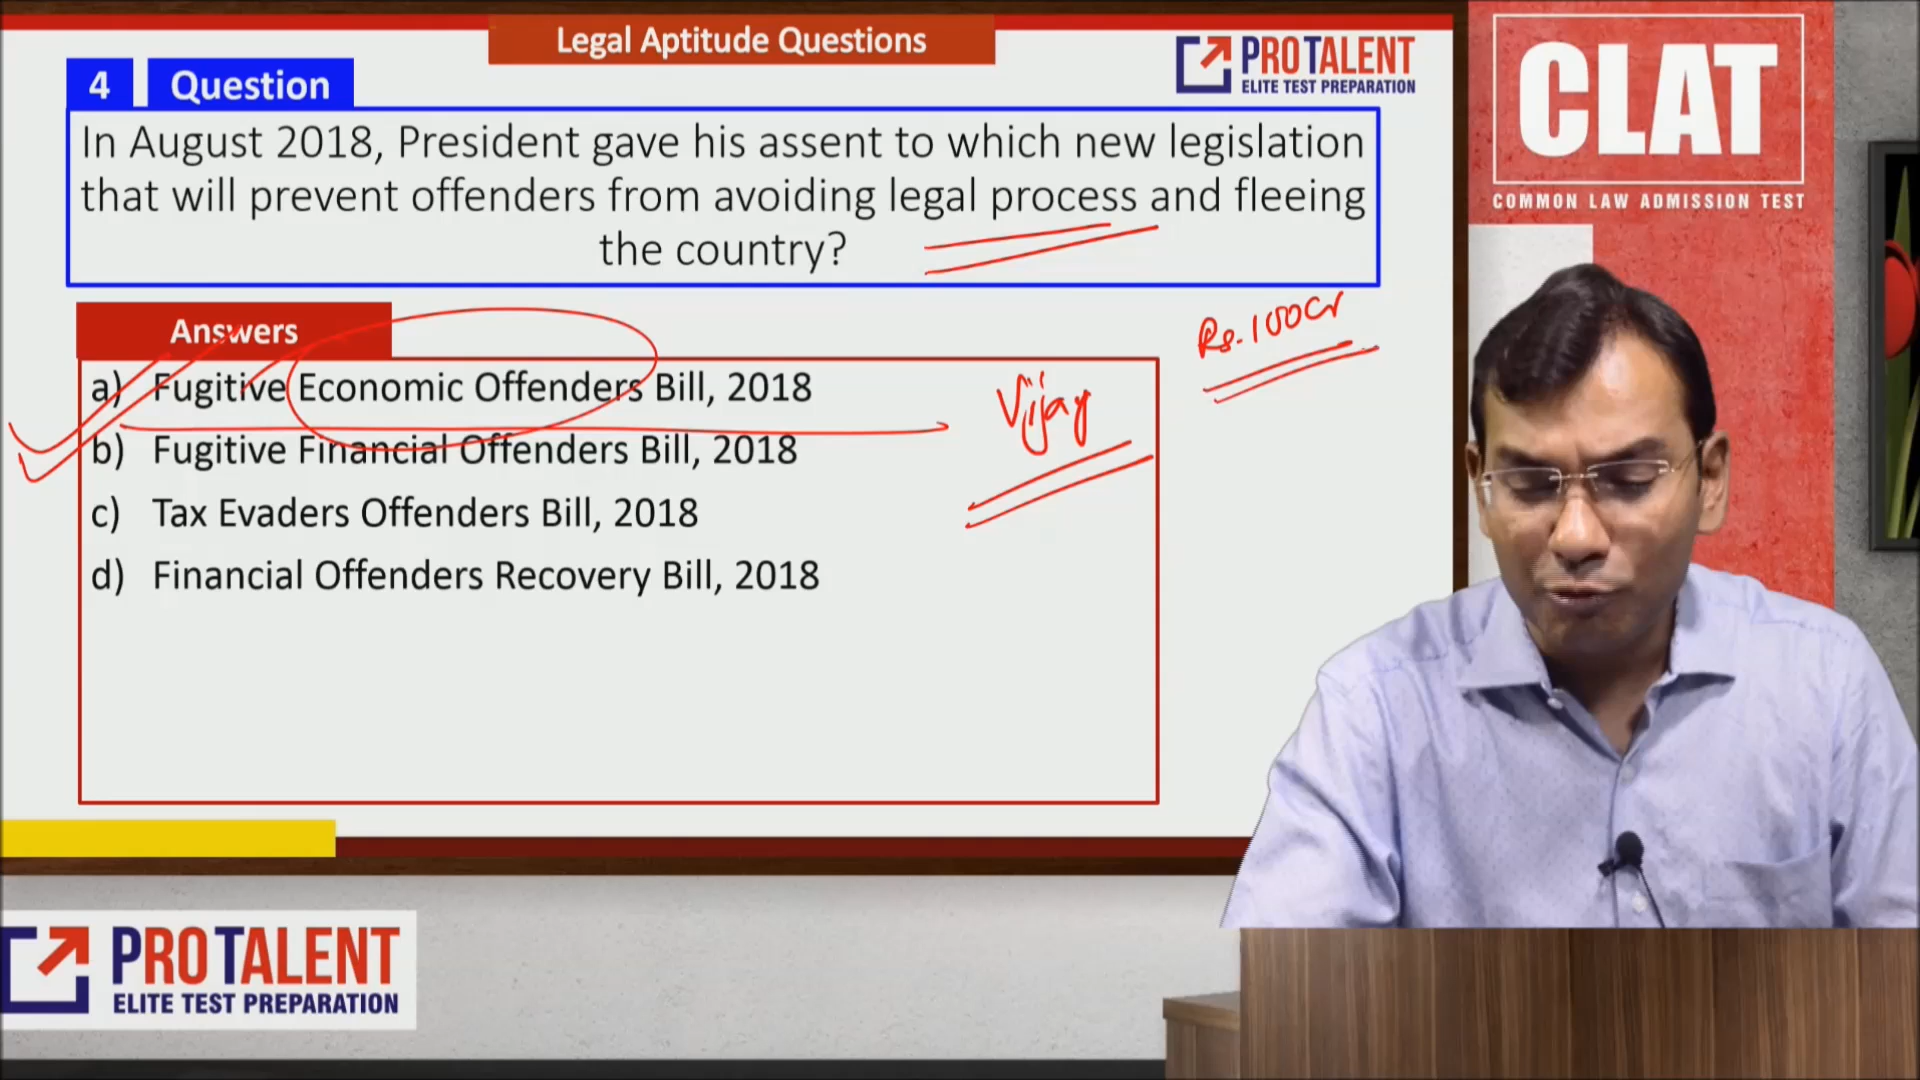 Legal Aptitude Questions
PROTALENT
ELITE TEST PREPARATION
CLAT
COMMON LAW ADMISSION TEST
4 Question
In August 2018, President gave his assent to which new legislation
that will prevent offenders from avoiding legal process and fleeing
the country?
Rs. 100Cr
Answers
a) Fugitive Economic Offenders Bill, 2018
Vijay
b) Fugitive Financial Offenders Bill, 2018
c) Tax Evaders Offenders Bill, 2018
d) Financial Offenders Recovery Bill, 2018
PROTALENT
ELITE TEST PREPARATION